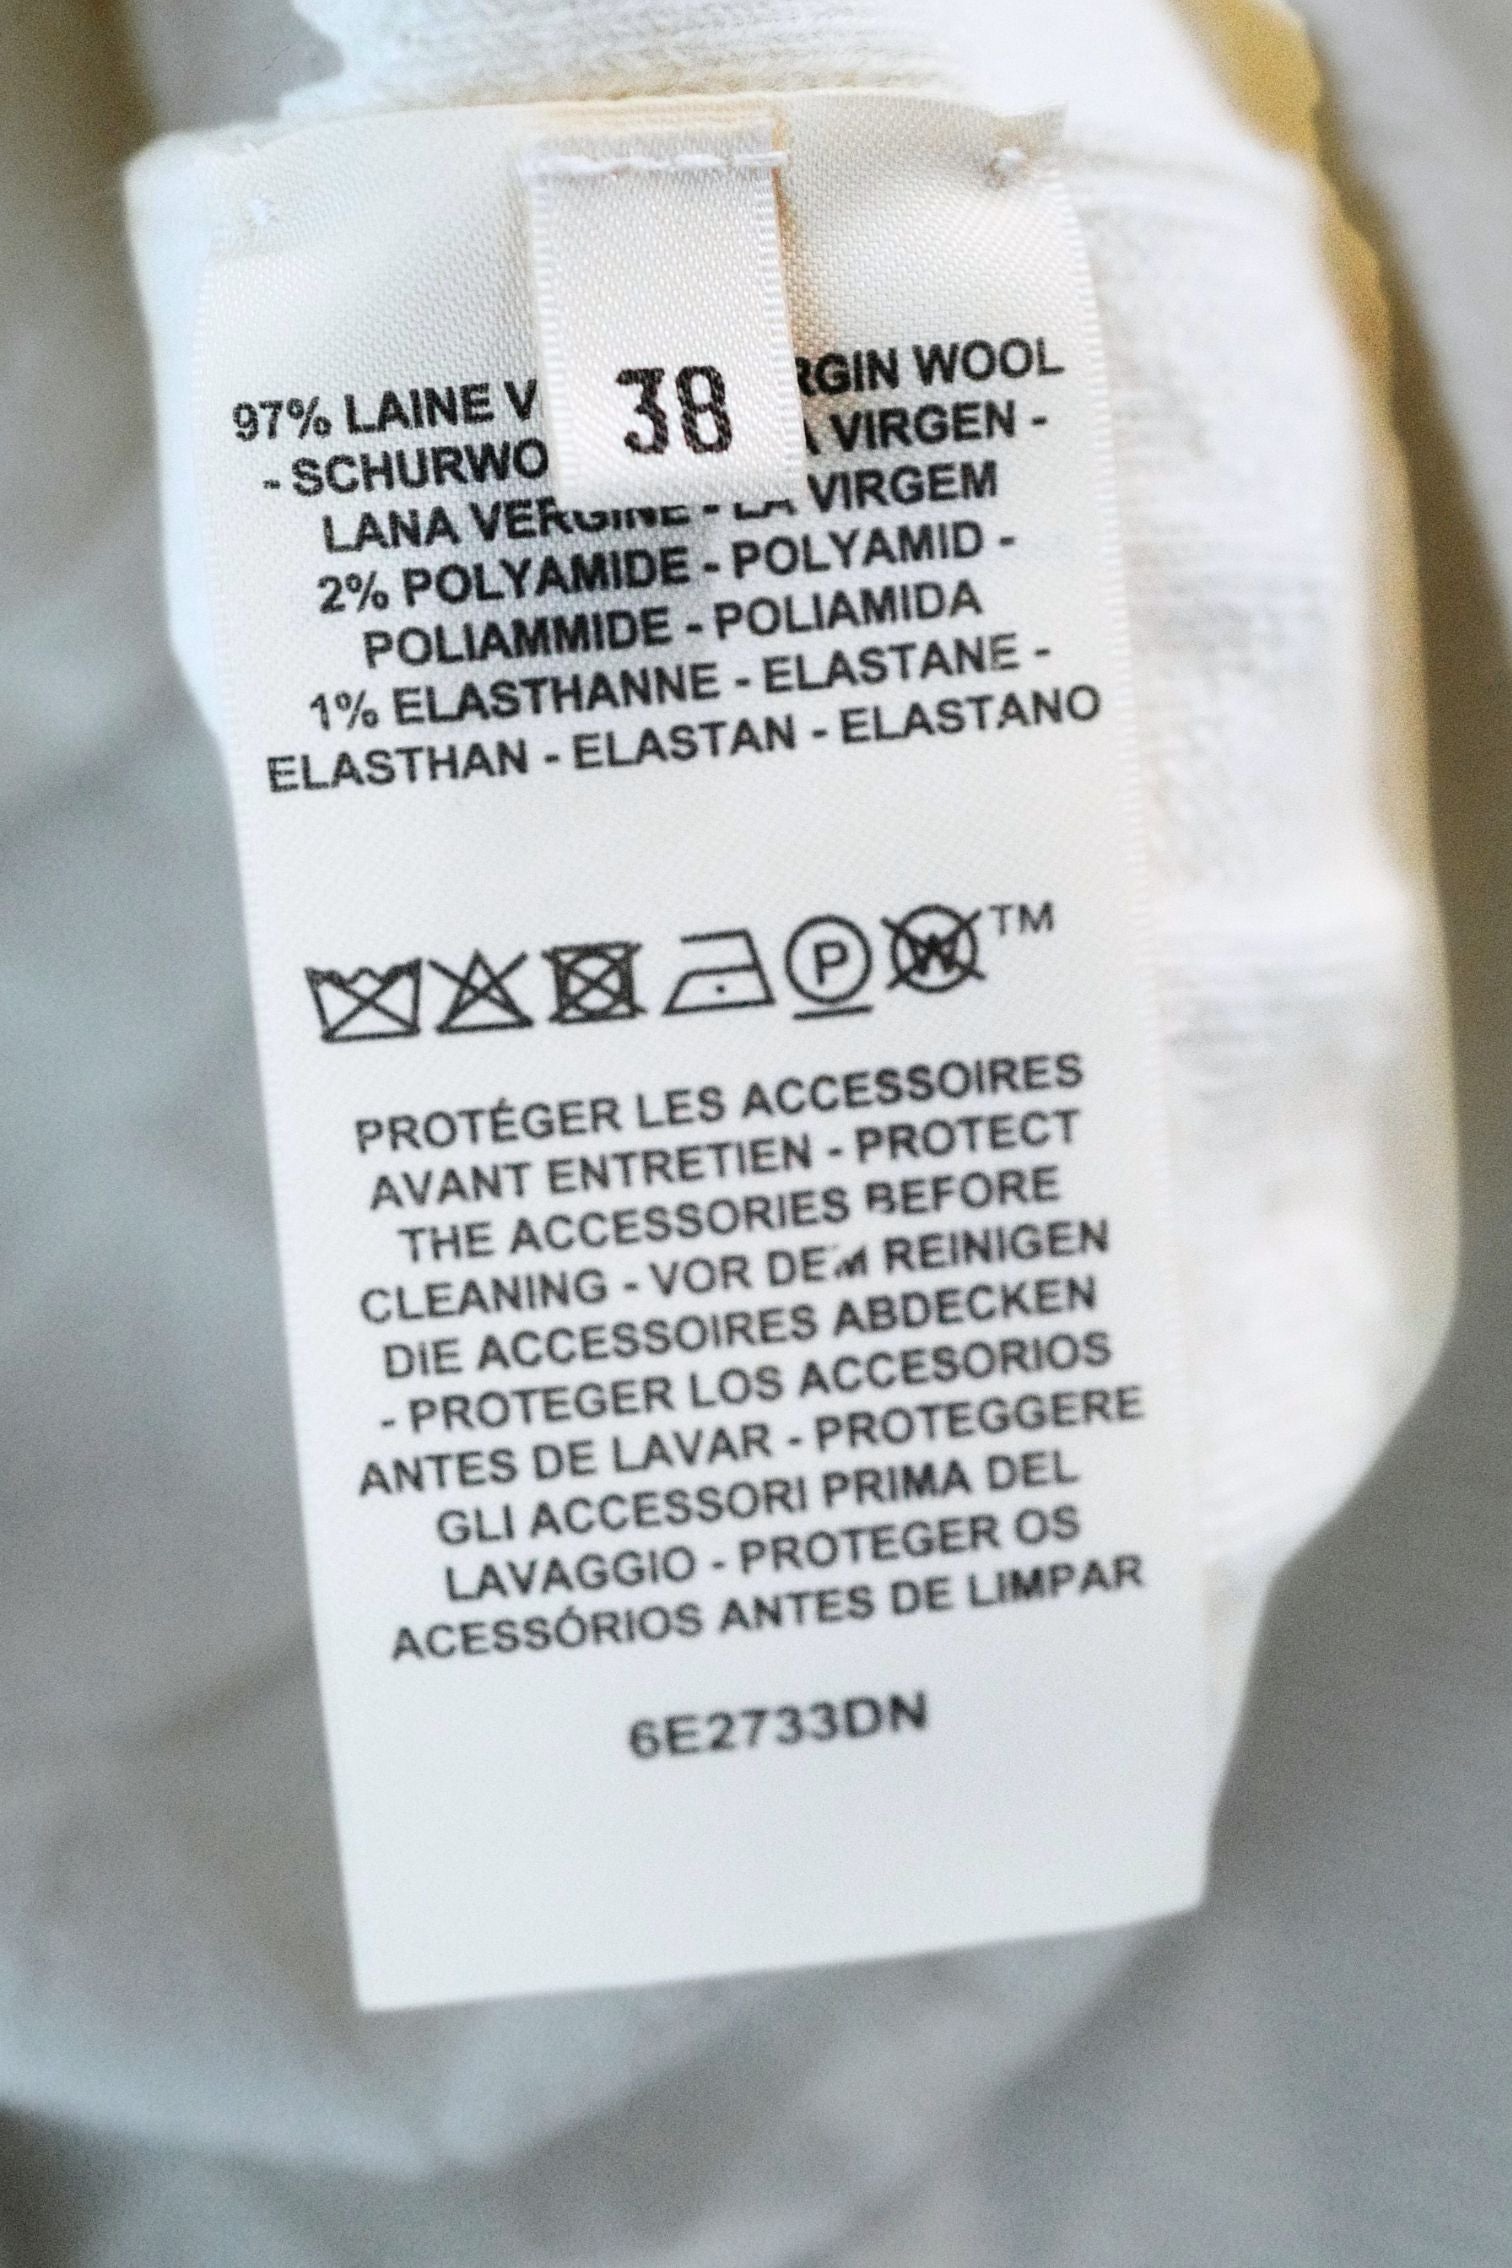 38
97% LAINE V RGIN WOOL
- SCHURWO A VIRGEN -
LANA VERGINE - LA VIRGEM
2% POLYAMIDE - POLYAMID -
POLIAMMIDE - POLIAMIDA
1% ELASTHANNE - ELASTANE -
ELASTHAN - ELASTAN - ELASTANO
P W TM
PROTÉGER LES ACCESSOIRES
AVANT ENTRETIEN - PROTECT
THE ACCESSORIES BEFORE
CLEANING - VOR DEM REINIGEN
DIE ACCESSOIRES ABDECKEN
- PROTEGER LOS ACCESORIOS
ANTES DE LAVAR - PROTEGGERE
GLI ACCESSORI PRIMA DEL
LAVAGGIO - PROTEGER OS
ACESSÓRIOS ANTES DE LIMPAR
6E2733DN